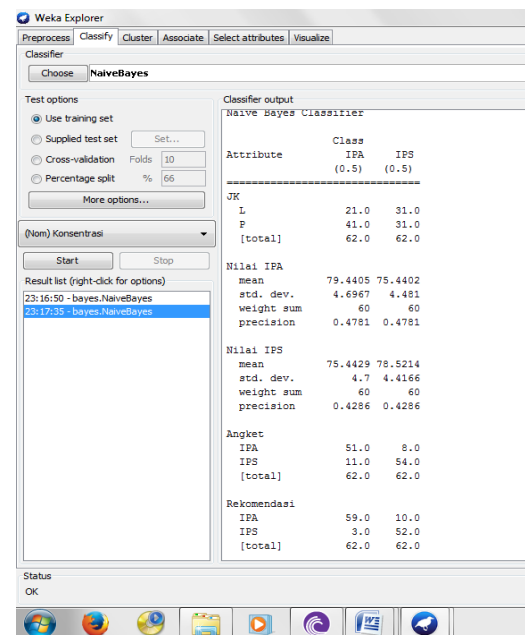 Weka Explorer
Preprocess Classify Cluster Associate Select attributes Visualize
Classifier
Choose NaiveBayes
Test options
Use training set
Supplied test set Set...
Cross-validation Folds 10
Percentage split % 66
More options...
(Nom) Konsentrasi
Start Stop
Result list (right-click for options)
23:16:50 - bayes.NaiveBayes
23:17:35 - bayes.NaiveBayes
Classifier output
Naive Bayes Classifier
Class
Attribute IPA IPS
(0.5) (0.5)
================================
JK
L 21.0 31.0
P 41.0 31.0
[total] 62.0 62.0
Nilai IPA
mean 79.4405 75.4402
std. dev. 4.6967 4.481
weight sum 60 60
precision 0.4781 0.4781
Nilai IPS
mean 75.4429 78.5214
std. dev. 4.7 4.4166
weight sum 60 60
precision 0.4286 0.4286
Angket
IPA 51.0 8.0
IPS 11.0 54.0
[total] 62.0 62.0
Rekomendasi
IPA 59.0 10.0
IPS 3.0 52.0
[total] 62.0 62.0
Status
OK